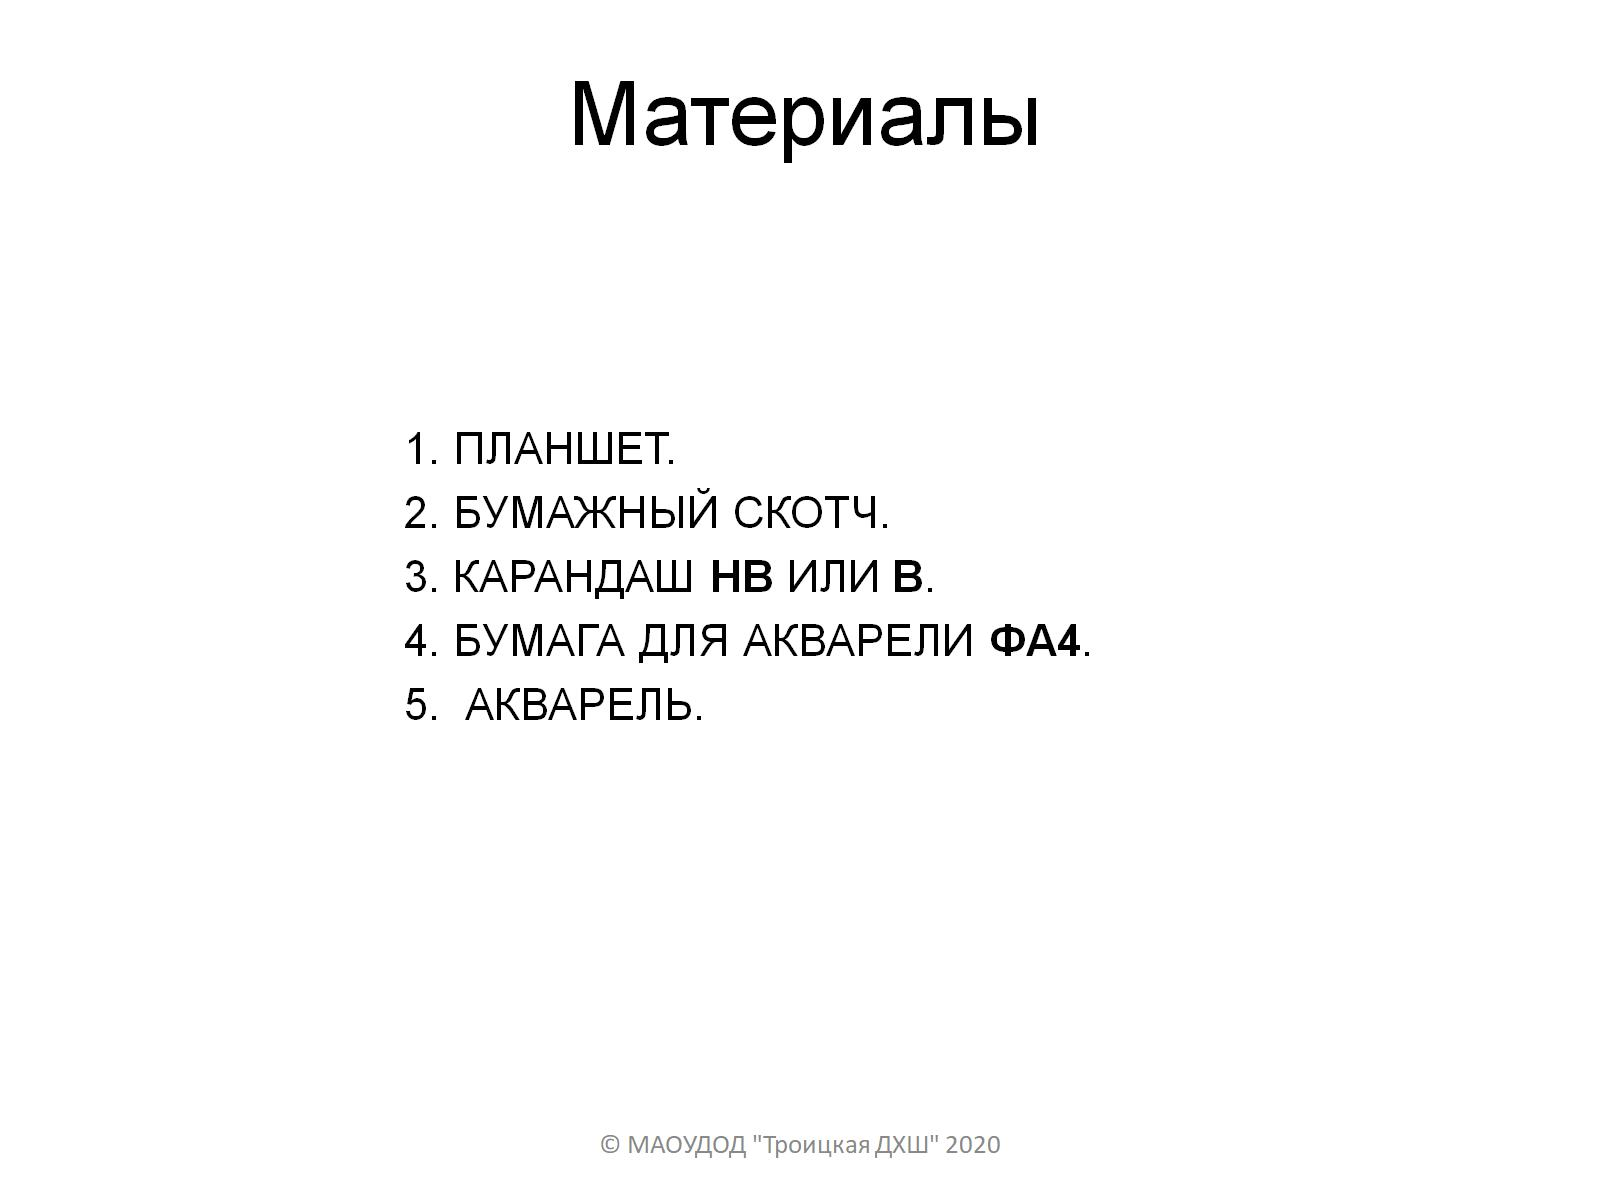 Материалы
1. ПЛАНШЕТ.
2. БУМАЖНЫЙ СКОТЧ.
3. КАРАНДАШ НВ ИЛИ В.
4. БУМАГА ДЛЯ АКВАРЕЛИ ФА4.
5. АКВАРЕЛЬ.
© МАОУДОД "Троицкая ДХШ" 2020